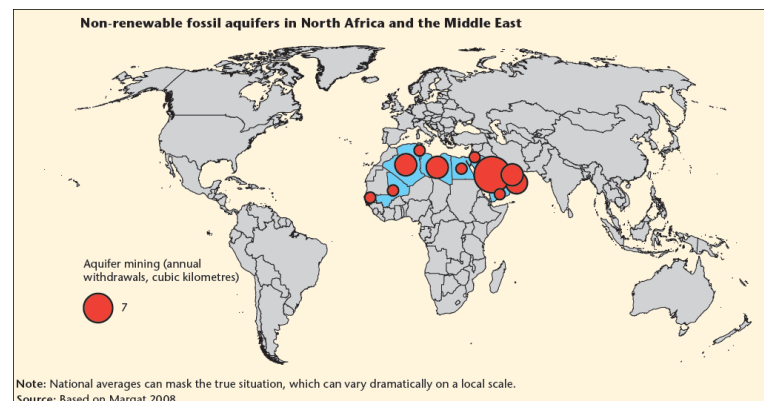 Non-renewable fossil aquifers in North Africa and the Middle East
Aquifer mining (annual
withdrawals, cubic kilometres)
7
Note: National averages can mask the true situation, which can vary dramatically on a local scale.
Source: Based on Margat 2008